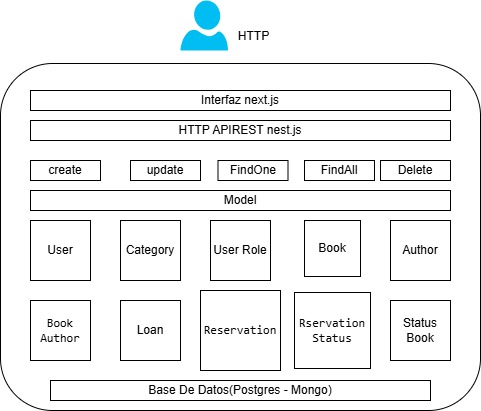 HTTP
Interfaz next.js
HTTP APIREST nest.js
create update FindOne FindAll Delete
Model
User Category User Role Book Author
Book
Author
Loan
Reservation
Rservation
Status
Status
Book
Base De Datos(Postgres - Mongo)